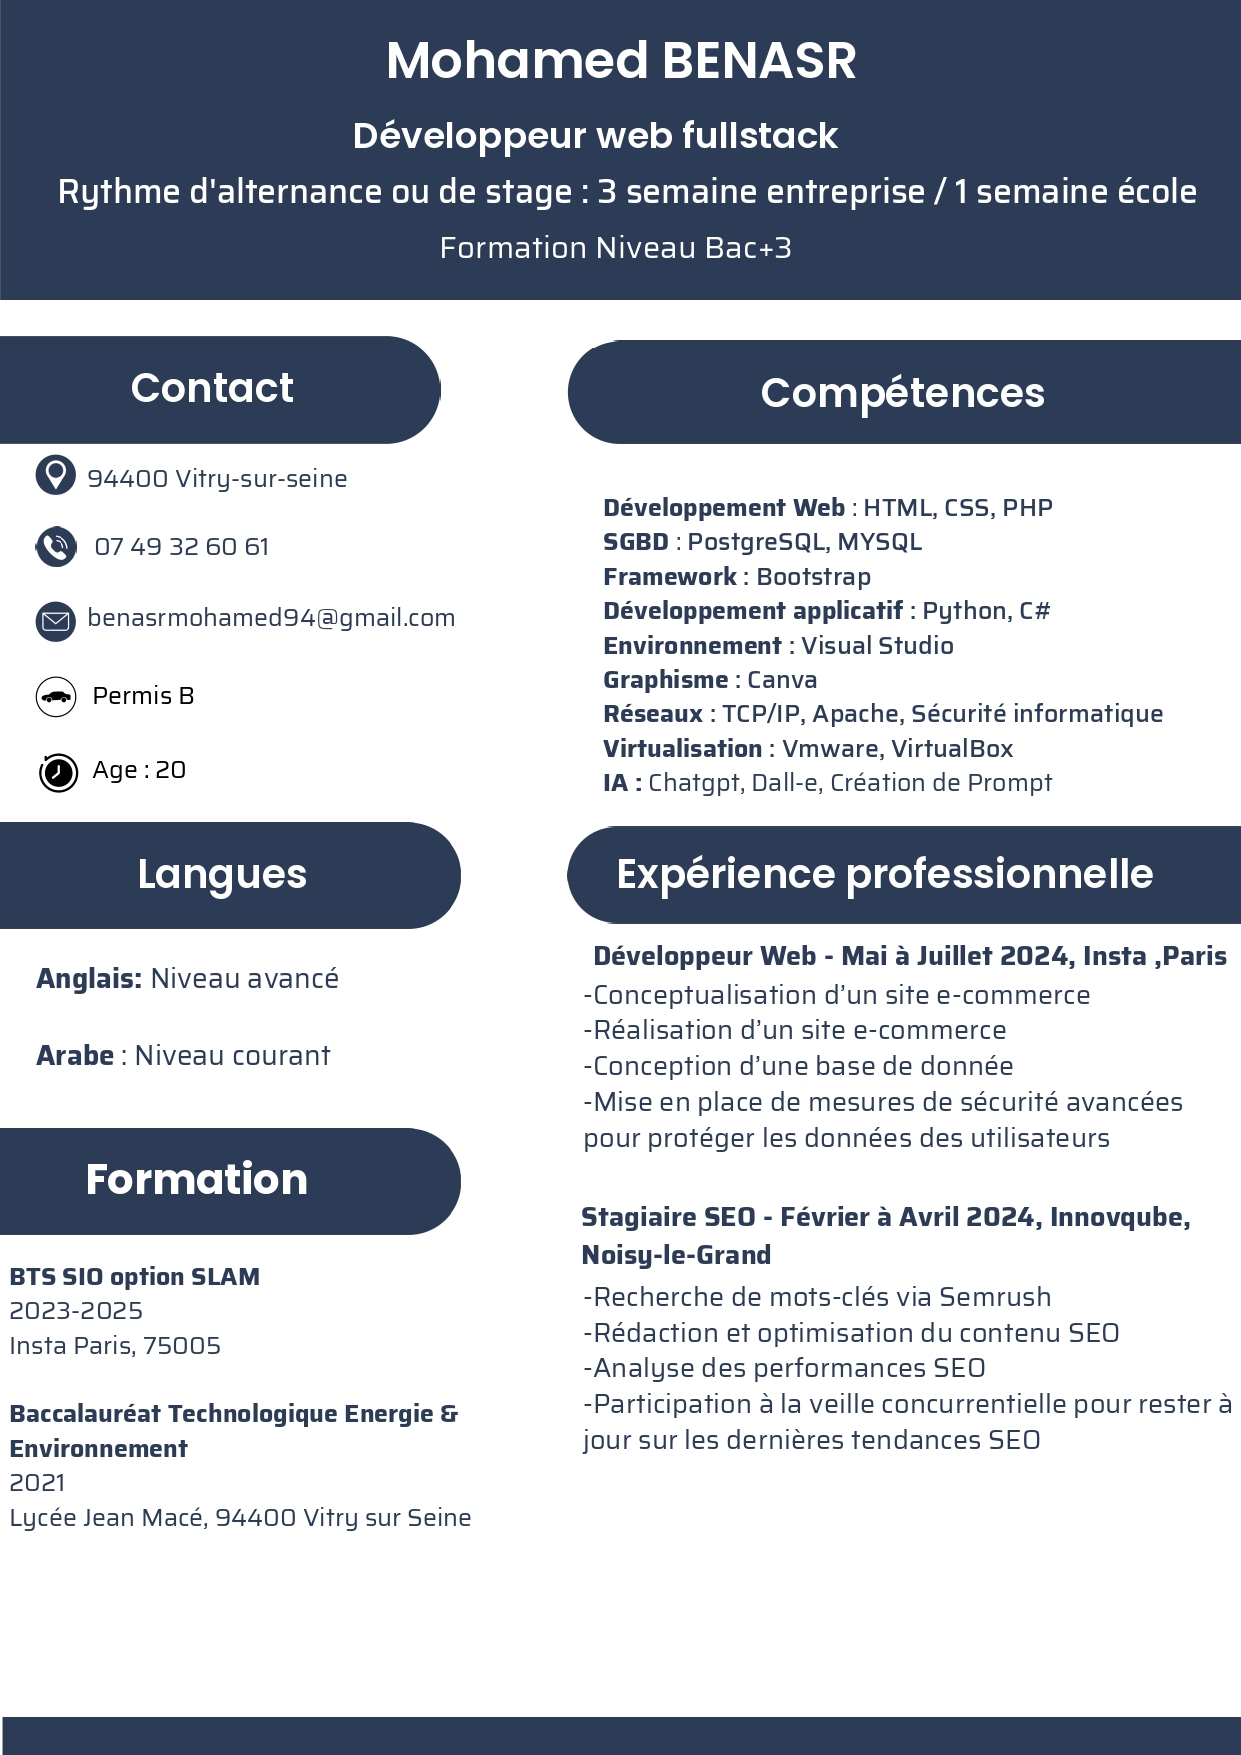 Mohamed BENASR
Développeur web fullstack
Rythme d'alternance ou de stage : 3 semaine entreprise / 1 semaine école
Formation Niveau Bac+3
Contact
94400 Vitry-sur-seine
07 49 32 60 61
benasrmohamed94@gmail.com
Permis B
Age : 20
Langues
Anglais: Niveau avancé
Arabe : Niveau courant
Formation
BTS SIO option SLAM
2023-2025
Insta Paris, 75005
Baccalauréat Technologique Energie &
Environnement
2021
Lycée Jean Macé, 94400 Vitry sur Seine
Compétences
Développement Web : HTML, CSS, PHP
SGBD : PostgreSQL, MYSQL
Framework : Bootstrap
Développement applicatif : Python, C#
Environnement : Visual Studio
Graphisme : Canva
Réseaux : TCP/IP, Apache, Sécurité informatique
Virtualisation : Vmware, VirtualBox
IA : Chatgpt, Dall-e, Création de Prompt
Expérience professionnelle
Développeur Web - Mai à Juillet 2024, Insta ,Paris
-Conceptualisation d’un site e-commerce
-Réalisation d’un site e-commerce
-Conception d’une base de donnée
-Mise en place de mesures de sécurité avancées
pour protéger les données des utilisateurs
Stagiaire SEO - Février à Avril 2024, Innovqube,
Noisy-le-Grand
-Recherche de mots-clés via Semrush
-Rédaction et optimisation du contenu SEO
-Analyse des performances SEO
-Participation à la veille concurrentielle pour rester à
jour sur les dernières tendances SEO